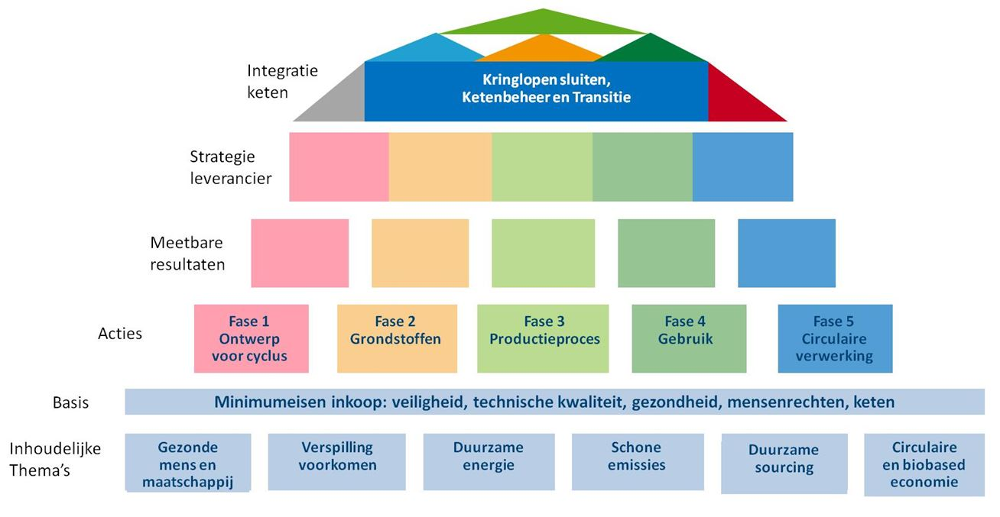 Integratie
keten
Kringlopen sluiten,
Ketenbeheer en Transitie
Strategie
leverancier
Meetbare
resultaten
Acties
Fase 1
Ontwerp
voor cyclus
Fase 2
Grondstoffen
Fase 3
Productieproces
Fase 4
Gebruik
Fase 5
Circulaire
verwerking
Basis
Minimumeisen inkoop: veiligheid, technische kwaliteit, gezondheid, mensenrechten, keten
Inhoudelijke
Thema’s
Gezonde
mens en
maatschappij
Verspilling
voorkomen
Duurzame
energie
Schone
emissies
Duurzame
sourcing
Circulaire
en biobased
economie